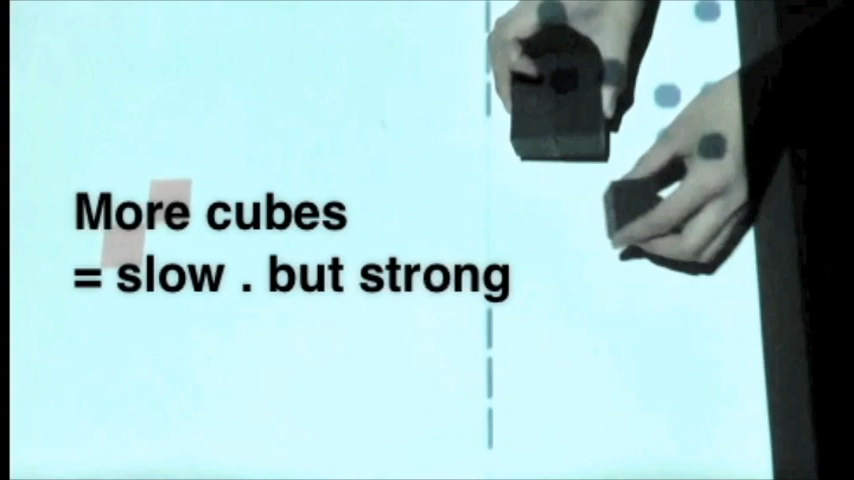 More cubes
= slow . but strong